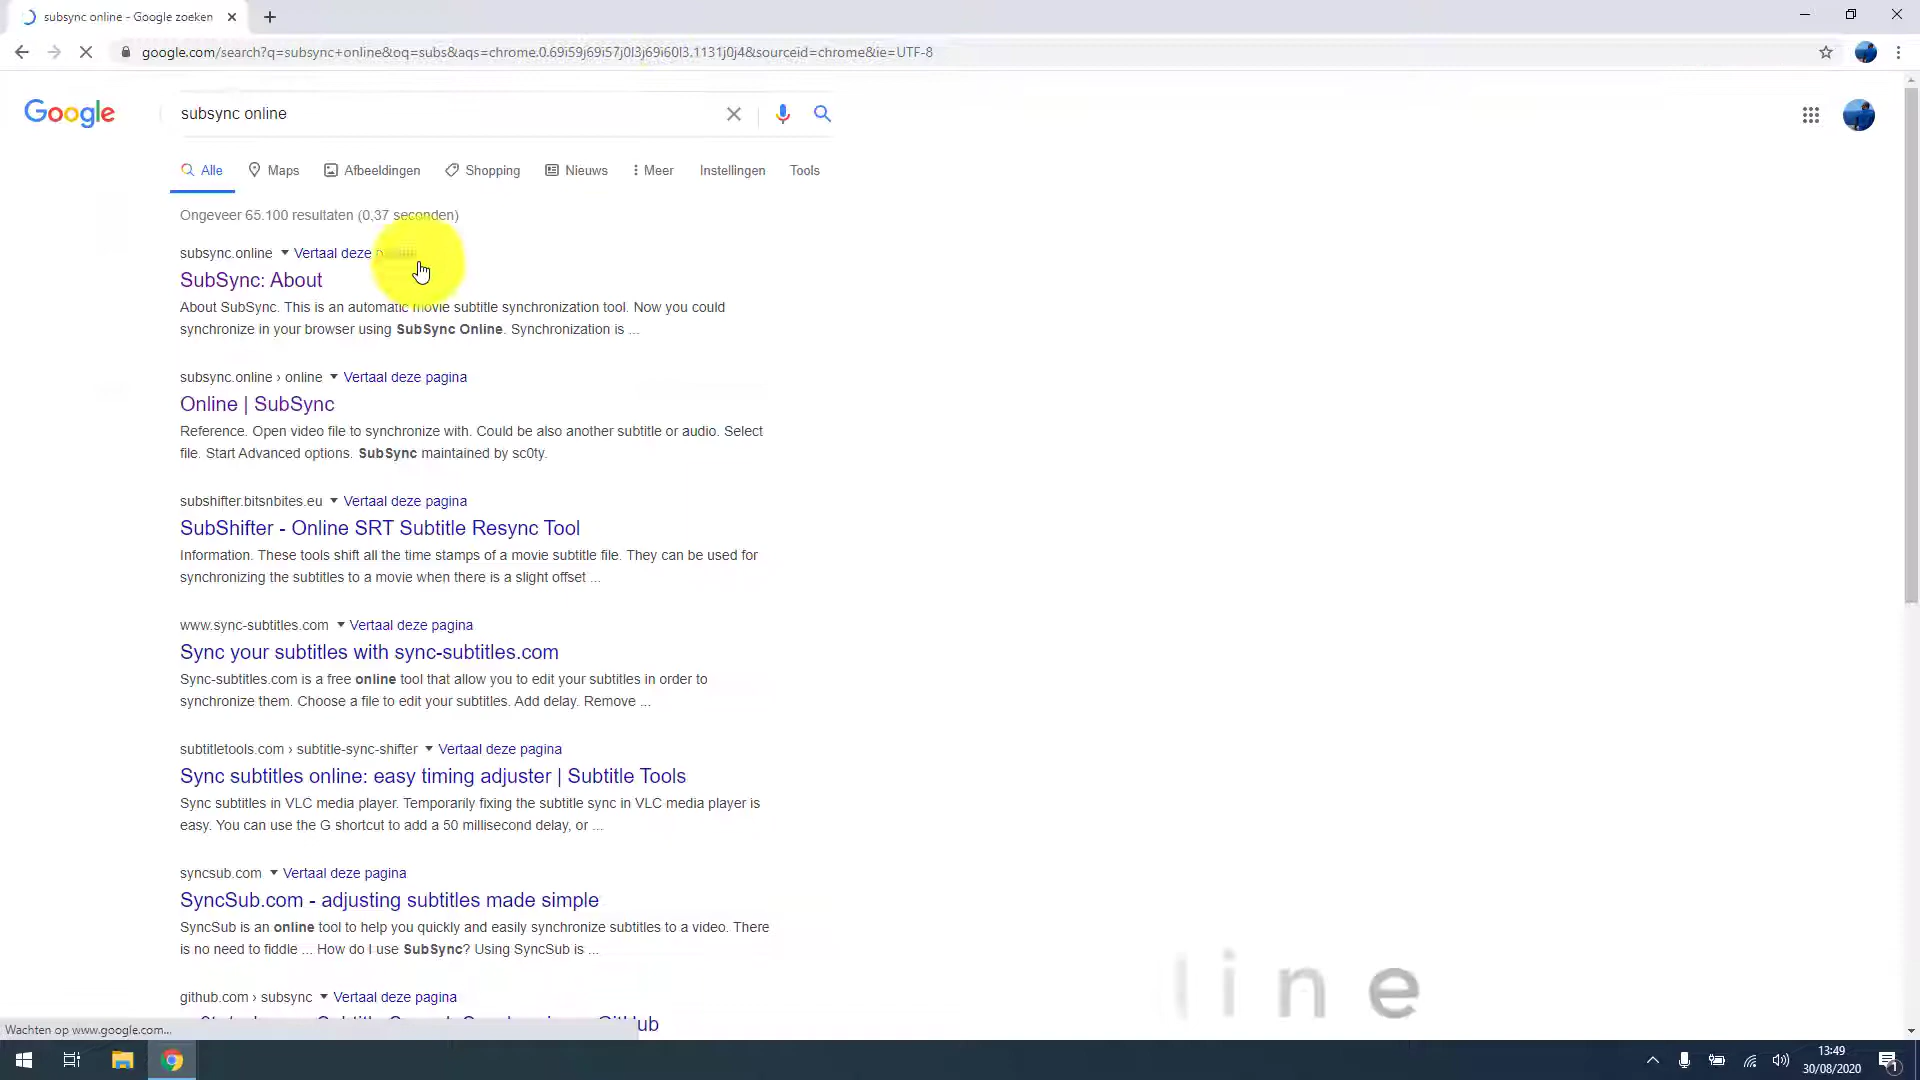 subsync online - Google zoeken
google.com/search?q=subsync+online&oq=subs&aqs=chrome.0.69i59j69i57j0l3j69i60l3.1131j0j4&sourceid=chrome&ie=UTF-8
Google
subsync online
Alle Maps Afbeeldingen Shopping Nieuws Meer Instellingen Tools
Ongeveer 65.100 resultaten (0,37 seconden)
subsync.online Vertaal deze
SubSync: About
About SubSync. This is an automatic movie subtitle synchronization tool. Now you could
synchronize in your browser using SubSync Online. Synchronization is ...
subsync.online › online Vertaal deze pagina
Online | SubSync
Reference. Open video file to synchronize with. Could be also another subtitle or audio. Select
file. Start Advanced options. SubSync maintained by sc0ty.
subshifter.bitsnbites.eu Vertaal deze pagina
SubShifter - Online SRT Subtitle Resync Tool
Information. These tools shift all the time stamps of a movie subtitle file. They can be used for
synchronizing the subtitles to a movie when there is a slight offset ...
www.sync-subtitles.com Vertaal deze pagina
Sync your subtitles with sync-subtitles.com
Sync-subtitles.com is a free online tool that allow you to edit your subtitles in order to
synchronize them. Choose a file to edit your subtitles. Add delay. Remove ...
subtitletools.com › subtitle-sync-shifter Vertaal deze pagina
Sync subtitles online: easy timing adjuster | Subtitle Tools
Sync subtitles in VLC media player. Temporarily fixing the subtitle sync in VLC media player is
easy. You can use the G shortcut to add a 50 millisecond delay, or ...
syncsub.com Vertaal deze pagina
SyncSub.com - adjusting subtitles made simple
SyncSub is an online tool to help you quickly and easily synchronize subtitles to a video. There
is no need to fiddle ... How do I use SubSync? Using SyncSub is ...
line
github.com › subsync Vertaal deze pagina
Wachten op www.google.com...
13:49
30/08/2020
1